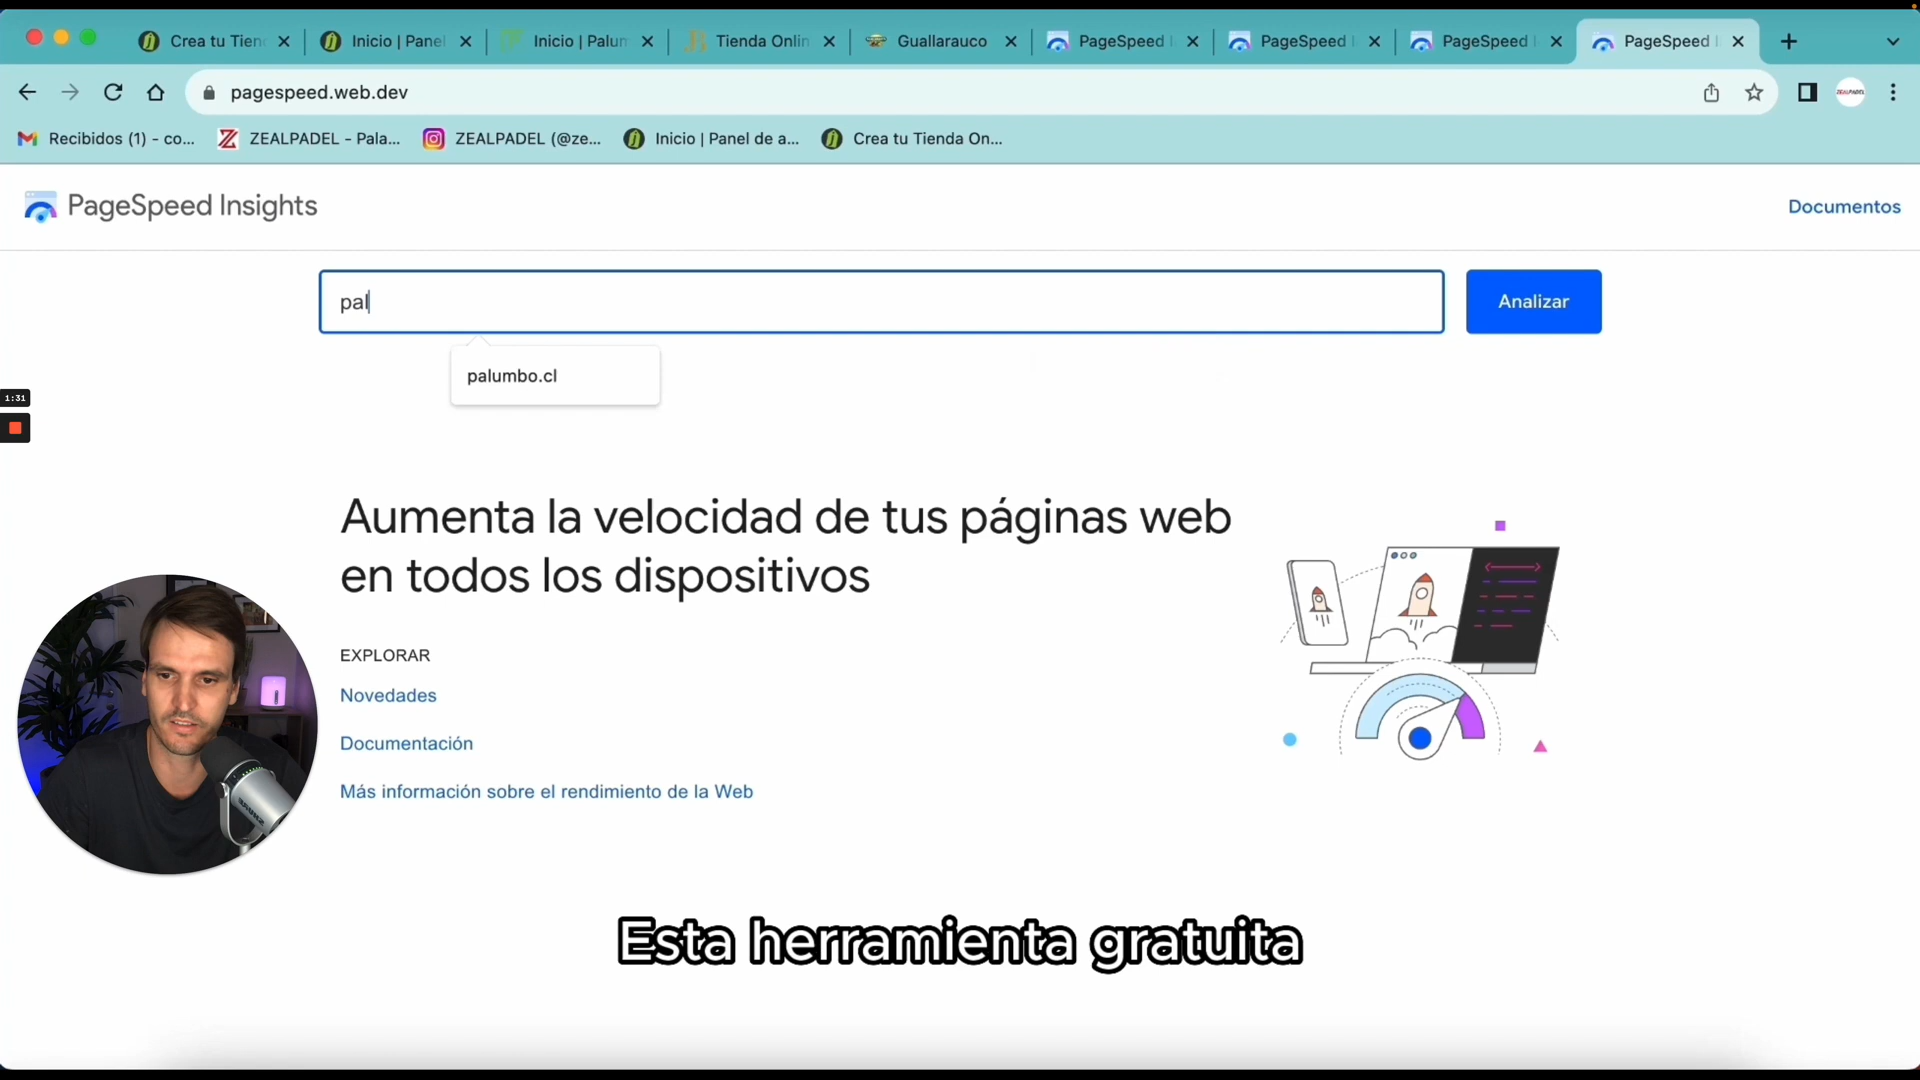 Crea tu Tien
Inicio | Panel
Inicio | Palum
Tienda Onlin
Guallarauco
PageSpeed I
PageSpeed I
PageSpeed I
PageSpeed I
pagespeed.web.dev
ZEALPADEL
Recibidos (1) - co...
ZEALPADEL - Pala...
ZEALPADEL (@ze...
Inicio | Panel de a...
Crea tu Tienda On...
PageSpeed Insights
Documentos
pal
Analizar
palumbo.cl
1:31
Aumenta la velocidad de tus páginas web
en todos los dispositivos
EXPLORAR
Novedades
Documentación
Más información sobre el rendimiento de la Web
Esta herramienta gratuita